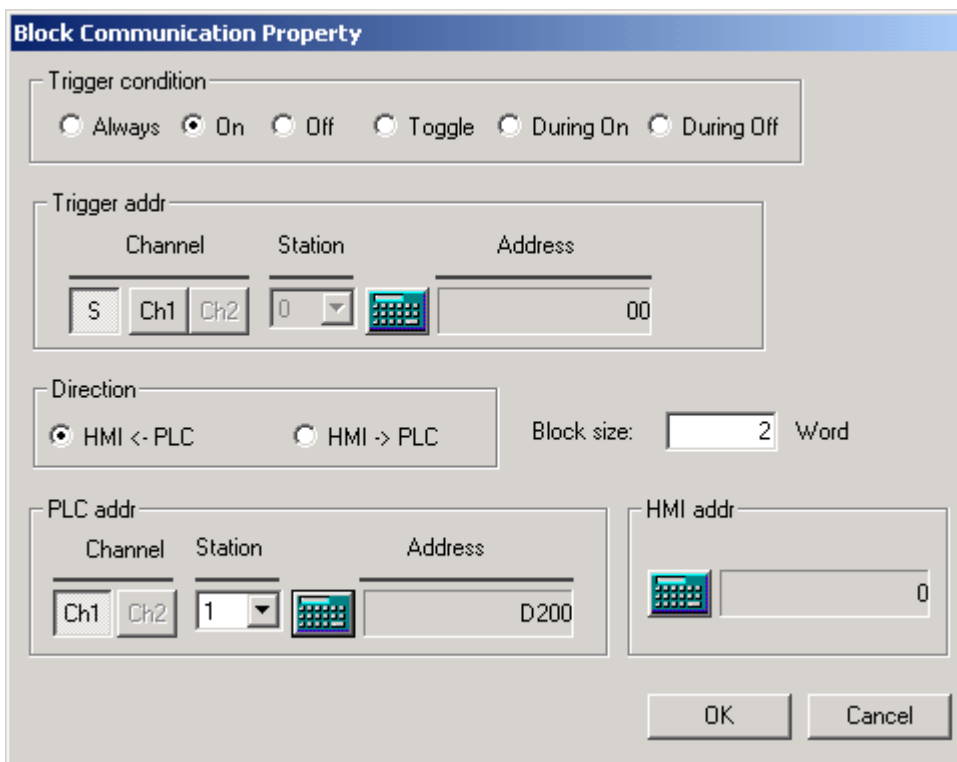 Block Communication Property
Trigger condition
Always On Off Toggle During On During Off
Trigger addr
Channel Station Address
S Ch1 Ch2 0 00
Direction
HMI <- PLC HMI -> PLC Block size: 2 Word
PLC addr HMI addr
Channel Station Address
Ch1 Ch2 1 D200 0
OK Cancel